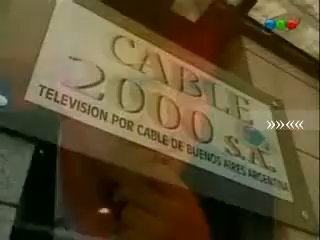 CABLE
2000 S.A.
TELEVISION POR CABLE DE BUENOS AIRES ARGENTINA